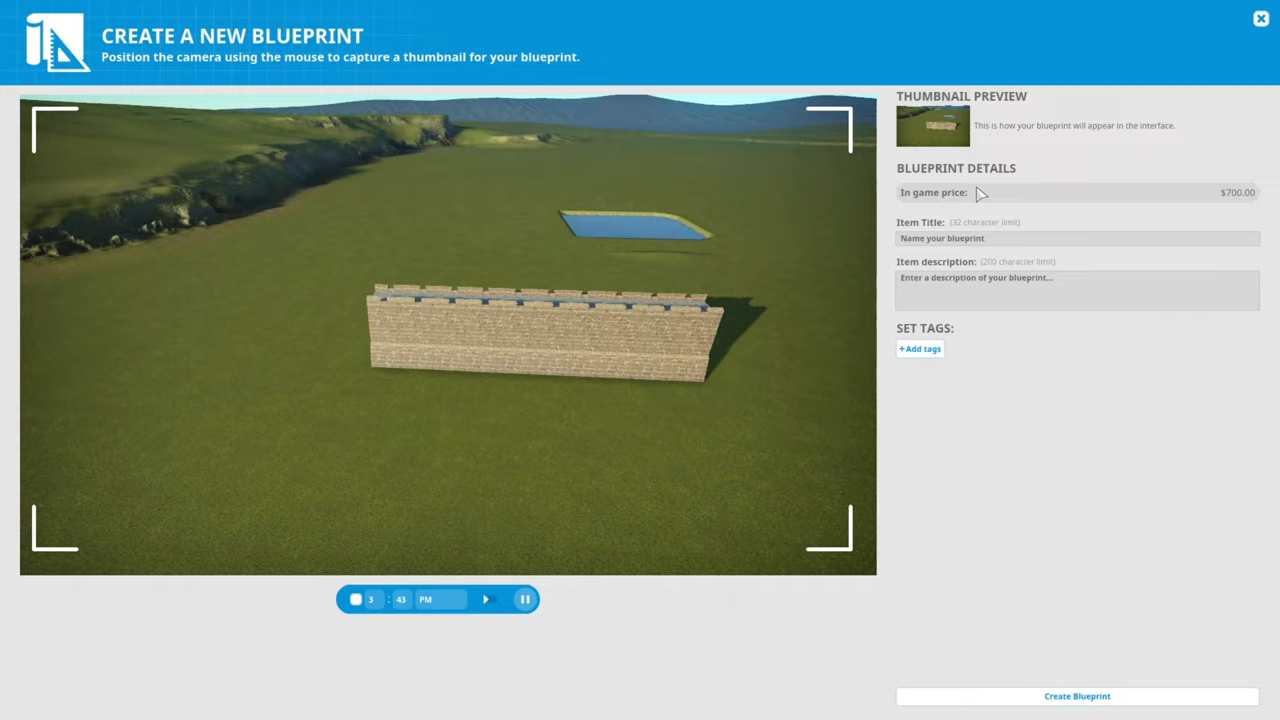 CREATE A NEW BLUEPRINT
Position the camera using the mouse to capture a thumbnail for your blueprint.
THUMBNAIL PREVIEW
This is how your blueprint will appear in the interface.
BLUEPRINT DETAILS
In game price: $700.00
Item Title: (32 character limit)
Name your blueprint
Item description: (200 character limit)
Enter a description of your blueprint...
SET TAGS:
+Add tags
3 : 43 PM
Create Blueprint